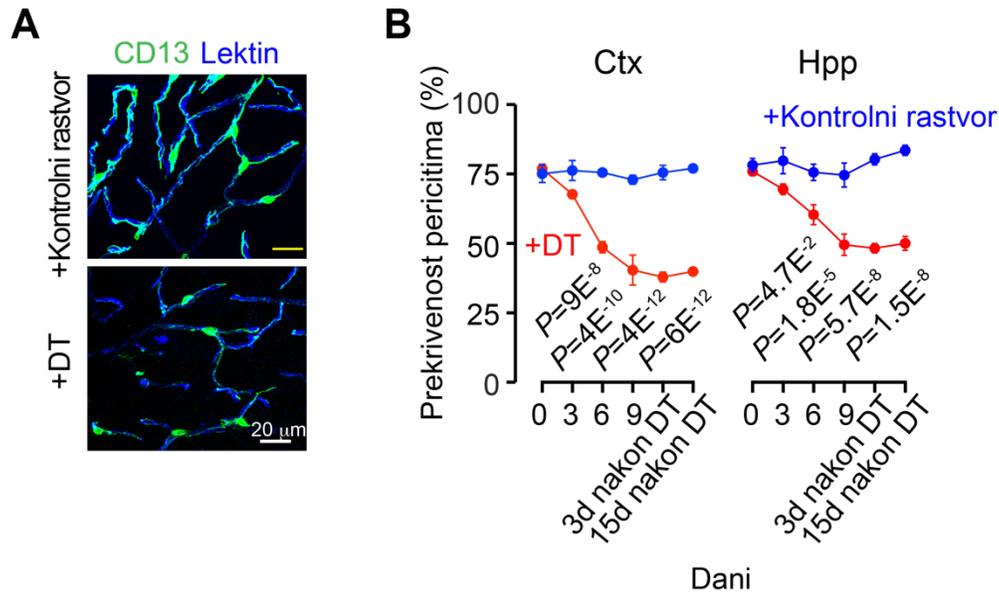 A
CD13 Lektin
+Kontrolni rastvor
+DT
20 μm
B
Ctx
Hpp
Prekrivenost pericitima (%)
100
75
50
25
0
+Kontrolni rastvor
+DT
P=9E⁻⁸
P=4E⁻¹⁰
P=4E⁻¹²
P=6E⁻¹²
P=4.7E⁻²
P=1.8E⁻⁵
P=5.7E⁻⁸
P=1.5E⁻⁸
0 3 6 9 3d nakon DT 15d nakon DT
0 3 6 9 3d nakon DT 15d nakon DT
Dani